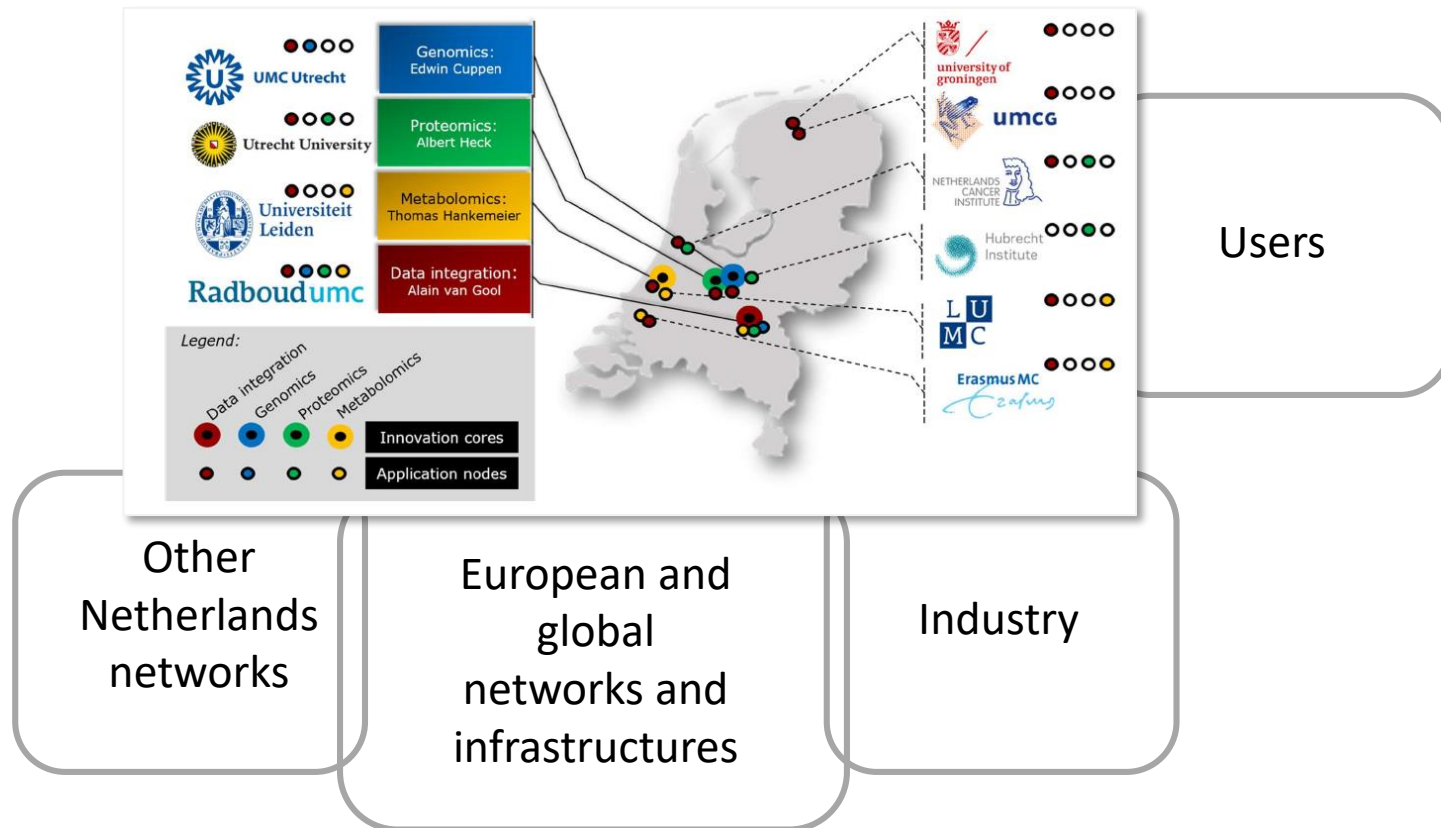 UMC Utrecht
Utrecht University
Universiteit
Leiden
Radboudumc
Genomics:
Edwin Cuppen
Proteomics:
Albert Heck
Metabolomics:
Thomas Hankemeier
Data integration:
Alain van Gool
Legend:
Data integration
Genomics
Proteomics
Metabolomics
Innovation cores
Application nodes
university of
groningen
umcG
NETHERLANDS
CANCER
INSTITUTE
Hubrecht
Institute
L U
M C
Erasmus MC
Erasmus
Users
Other
Netherlands
networks
European and
global
networks and
infrastructures
Industry